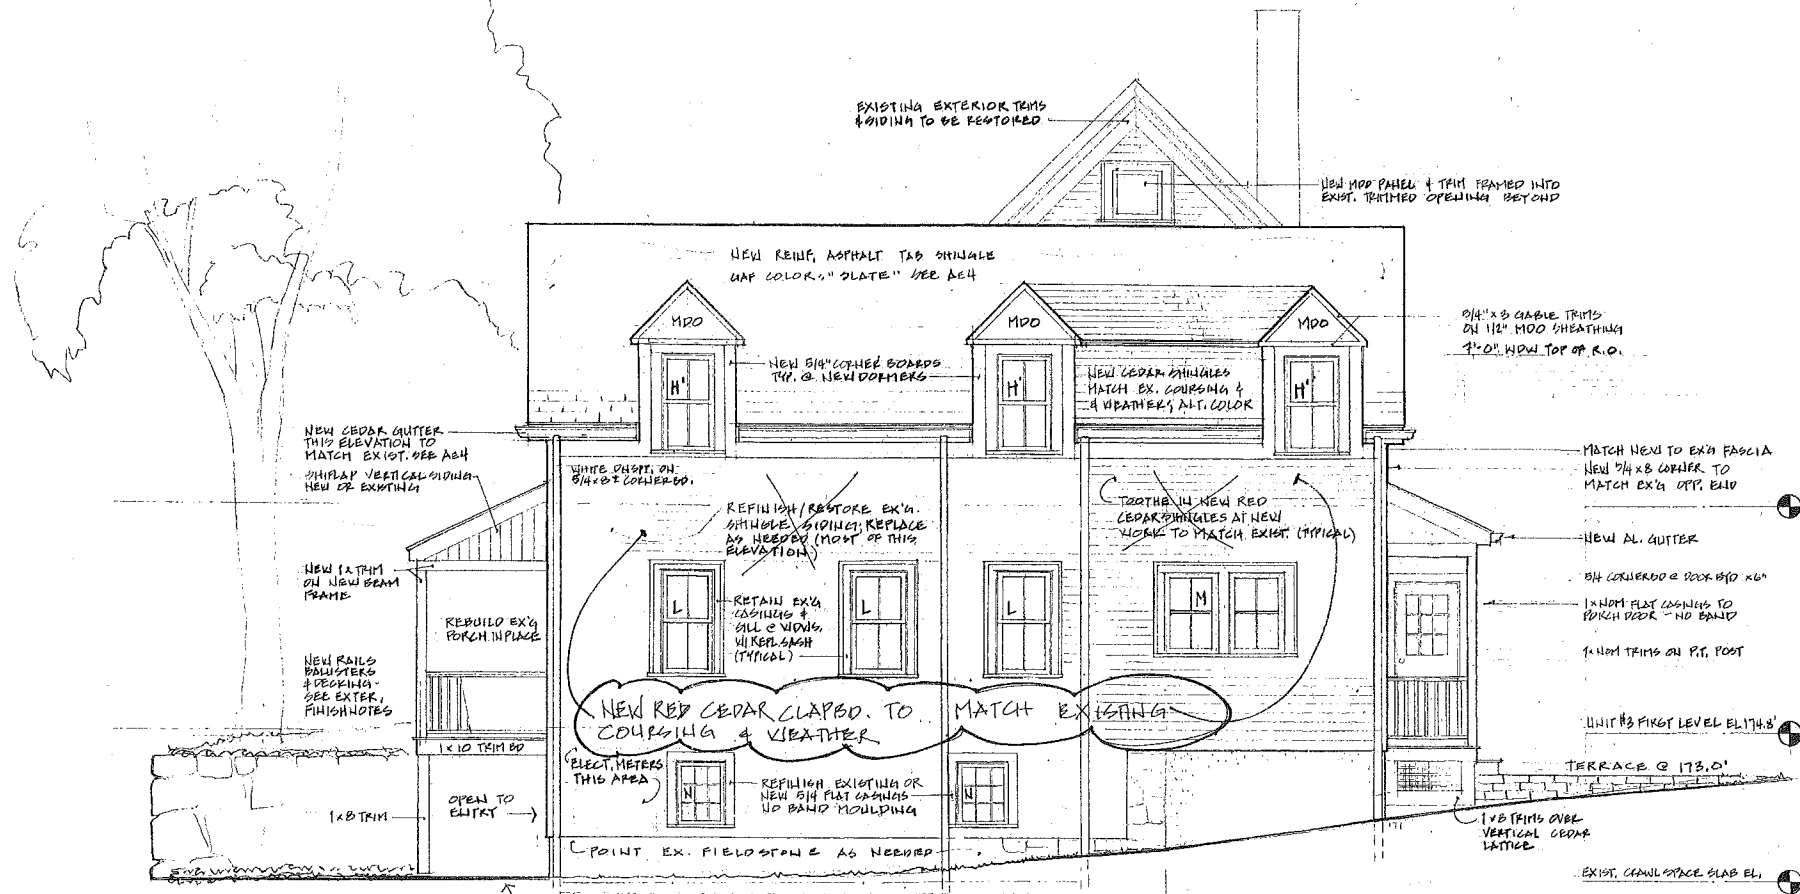 EXISTING EXTERIOR TRIMS
& SIDING TO BE RESTORED
NEW MDO PANEL & TRIM FRAMED INTO
EXIST. TRIMMED OPENING BEYOND
NEW REINF. ASPHALT TAB SHINGLE
GAF COLOR: "SLATE" SEE AE4
MDO
MDO
MDO
5/4" x 3 GABLE TRIMS
ON 1/2" MDO SHEATHING
7'-0" WDW TOP OF R.O.
NEW 5/4" CORNER BOARDS
TYP. @ NEW DORMERS
NEW CEDAR SHINGLES
MATCH EX. COURSING &
& WEATHER; ALT. COLOR
H'
H'
H'
NEW CEDAR GUTTER
THIS ELEVATION TO
MATCH EXIST. SEE AE4
SHIPLAP VERTICAL SIDING
NEW OR EXISTING
WHITE DNSPT. ON
5/4 x 8± CORNERBD.
MATCH NEW TO EX'G FASCIA
NEW 5/4 x 8 CORNER TO
MATCH EX'G OPP. END
REFINISH/RESTORE EX'G.
SHINGLE SIDING; REPLACE
AS NEEDED (MOST OF THIS
ELEVATION)
TOOTHE IN NEW RED
CEDAR SHINGLES AT NEW
WORK TO MATCH EXIST. (TYPICAL)
NEW AL. GUTTER
NEW 1x TRIM
ON NEW BEAM
FRAME
5/4 CORNERBD @ DOOR BYD x 6"
RETAIN EX'G
CASINGS &
SILL @ WDWS.
W/ REPL. SASH
(TYPICAL)
L
L
L
M
1x NOM FLAT CASINGS TO
PORCH DOOR - NO BAND
REBUILD EX'G
PORCH IN PLACE
1x NOM TRIMS ON P.T. POST
NEW RAILS
BALUSTERS
& DECKING -
SEE EXTER.
FINISH NOTES
NEW RED CEDAR CLAPBD. TO MATCH EXISTING
COURSING & WEATHER
UNIT #3 FIRST LEVEL EL 174.8'
1 x 10 TRIM BD
ELECT. METERS
THIS AREA
TERRACE @ 173.0'
REFINISH EXISTING OR
NEW 5/4 FLAT CASINGS
NO BAND MOULDING
N
N
OPEN TO
ENTRY
1 x 8 TRIM
1 x 8 TRIMS OVER
VERTICAL CEDAR
LATTICE
POINT EX. FIELDSTONE AS NEEDED
EXIST. CRAWL SPACE SLAB EL.